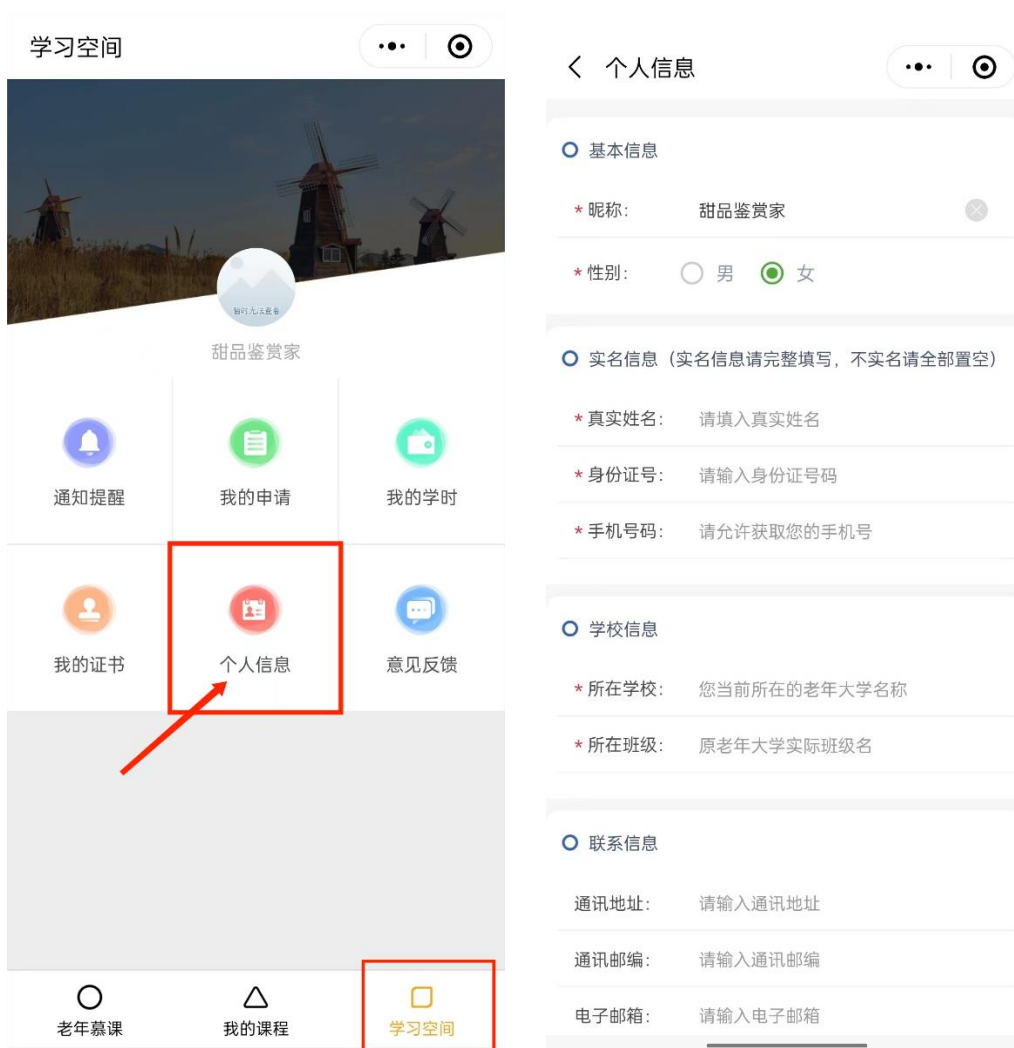 学习空间
暂时无法查看
甜品鉴赏家
通知提醒
我的申请
我的学时
我的证书
个人信息
意见反馈
老年慕课
我的课程
学习空间
个人信息
基本信息
* 昵称： 甜品鉴赏家
* 性别： 男 女
实名信息（实名信息请完整填写，不实名请全部置空）
* 真实姓名： 请填入真实姓名
* 身份证号： 请输入身份证号码
* 手机号码： 请允许获取您的手机号
学校信息
* 所在学校： 您当前所在的老年大学名称
* 所在班级： 原老年大学实际班级名
联系信息
通讯地址： 请输入通讯地址
通讯邮编： 请输入通讯邮编
电子邮箱： 请输入电子邮箱